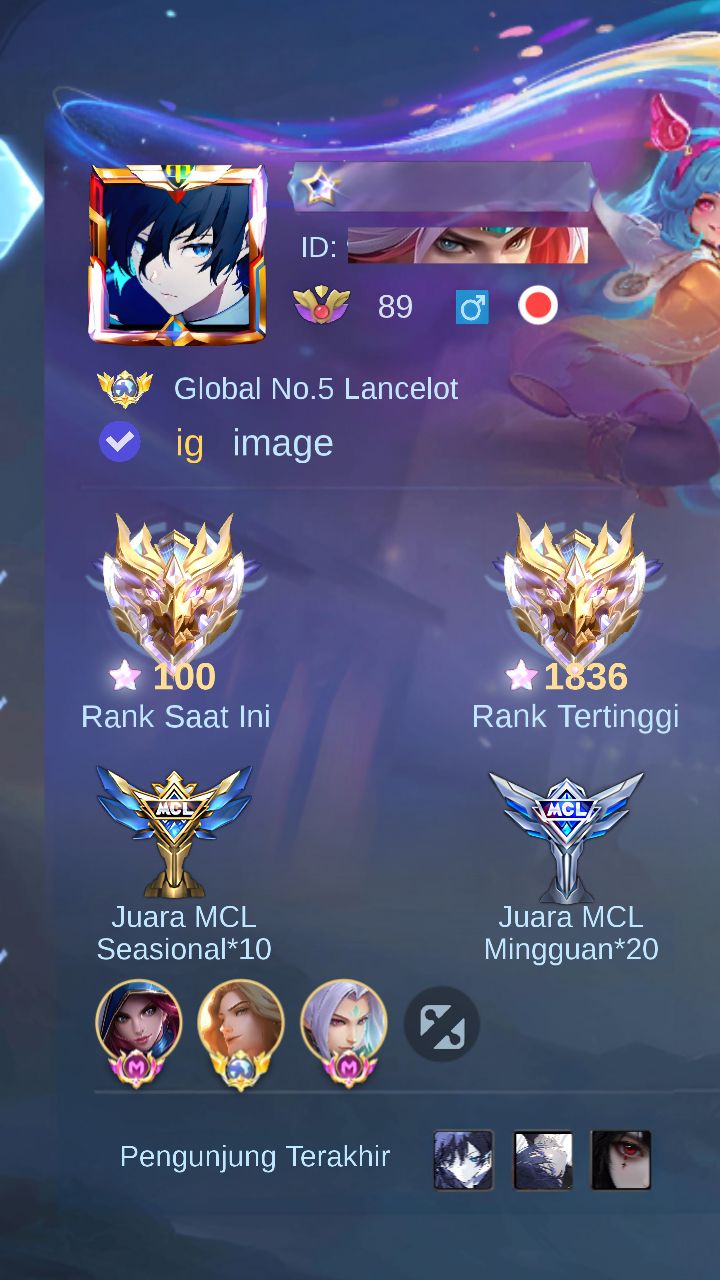 ID:
89
Global No.5 Lancelot
ig image
100
1836
Rank Saat Ini
Rank Tertinggi
MCL
MCL
Juara MCL
Seasional*10
Juara MCL
Mingguan*20
M
M
Pengunjung Terakhir